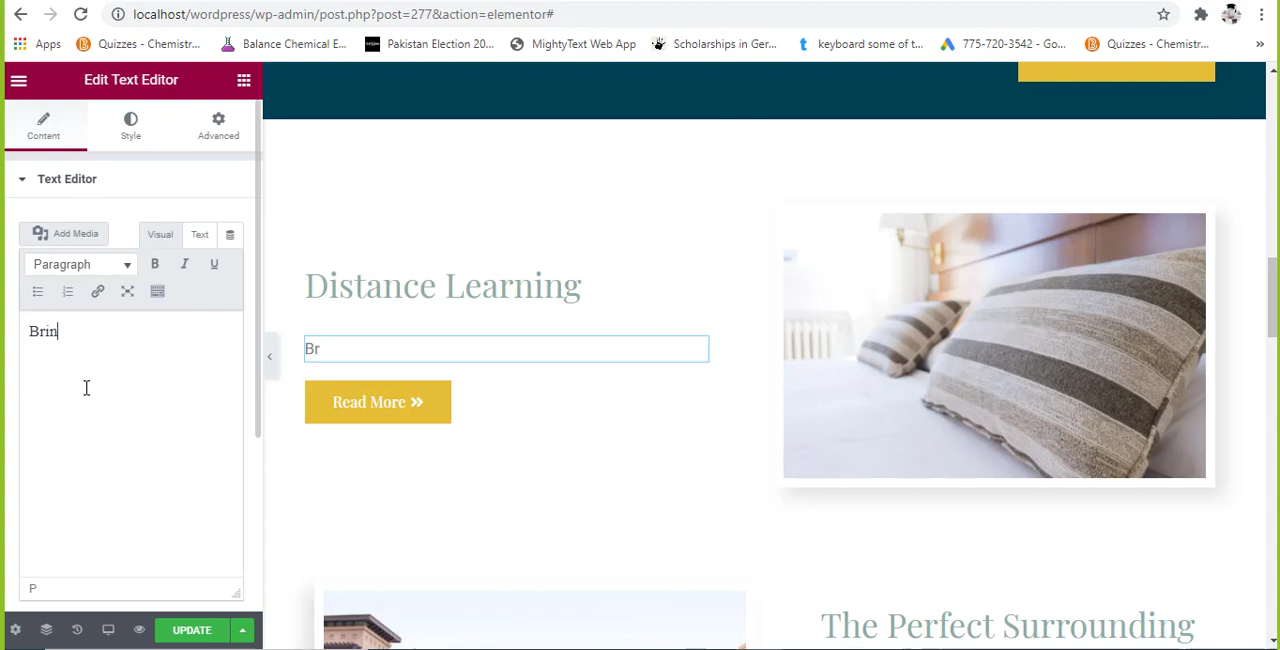 localhost/wordpress/wp-admin/post.php?post=277&action=elementor#
Apps Quizzes - Chemistr... Balance Chemical E... Pakistan Election 20... MightyText Web App Scholarships in Ger... keyboard some of t... 775-720-3542 - Go... Quizzes - Chemistr... »
Edit Text Editor
Content Style Advanced
Text Editor
Add Media Visual Text
Paragraph B I U
Brin
P
UPDATE
Distance Learning
Br
Read More »
The Perfect Surrounding